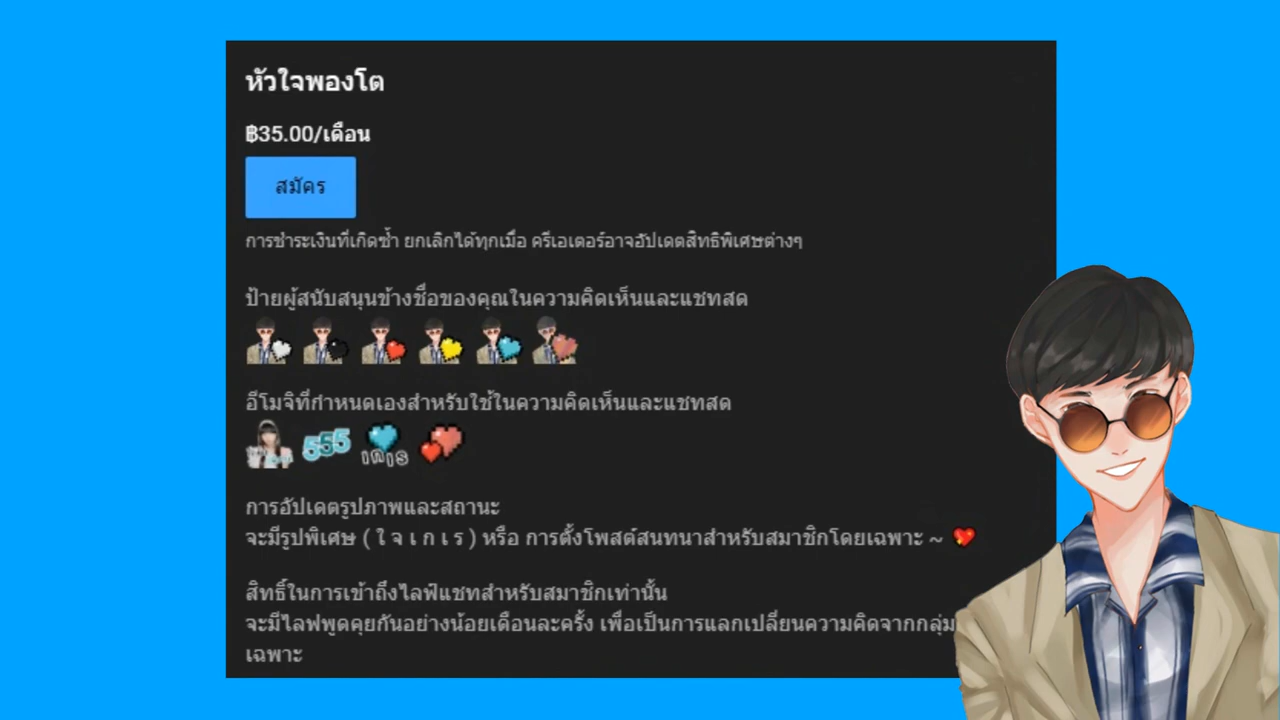 หัวใจพองโต
฿35.00/เดือน
สมัคร
การชำระเงินที่เกิดซ้ำ ยกเลิกได้ทุกเมื่อ ครีเอเตอร์อาจอัปเดตสิทธิพิเศษต่างๆ
ป้ายผู้สนับสนุนข้างชื่อของคุณในความคิดเห็นและแชทสด
อีโมจิที่กำหนดเองสำหรับใช้ในความคิดเห็นและแชทสด
555
เกเร
การอัปเดตรูปภาพและสถานะ
จะมีรูปพิเศษ ( ใ จ เ ก เ ร ) หรือ การตั้งโพสต์สนทนาสำหรับสมาชิกโดยเฉพาะ ~
สิทธิ์ในการเข้าถึงไลฟ์แชทสำหรับสมาชิกเท่านั้น
จะมีไลฟพูดคุยกันอย่างน้อยเดือนละครั้ง เพื่อเป็นการแลกเปลี่ยนความคิดจากกลุ่ม
เฉพาะ